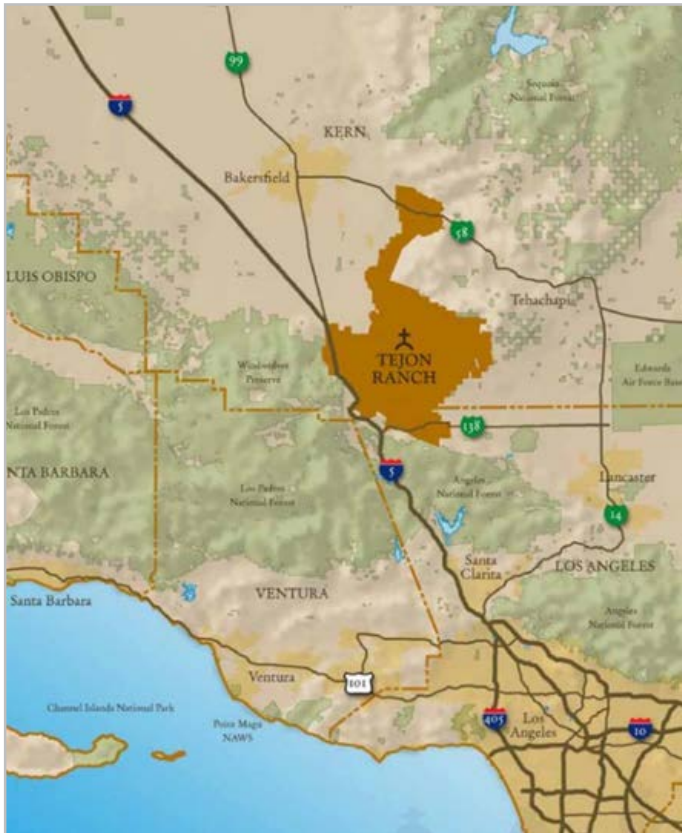 99
5
Sequoia
National Forest
KERN
Bakersfield
58
LUIS OBISPO
Tehachapi
TEJON
RANCH
Windwolves
Preserve
Edwards
Air Force Base
Los Padres
National Forest
138
NTA BARBARA
5
Los Padres
National Forest
Angeles
National Forest
Lancaster
14
Santa
Clarita
LOS ANGELES
Santa Barbara
VENTURA
Angeles
National Forest
Ventura
101
Channel Islands National Park
Point Mugu
NAWS
405
Los
Angeles
10